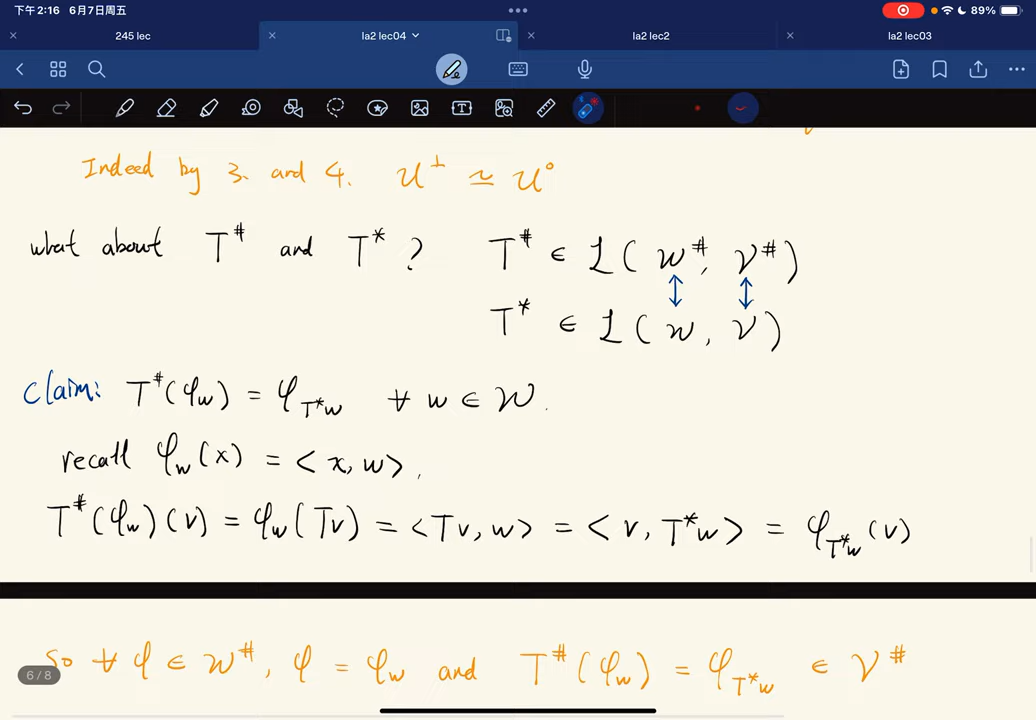 下午2:16 6月7日周五
89%
245 lec
la2 lec04
la2 lec2
la2 lec03
Indeed by 3. and 4. U^⊥ ≃ U°
what about T^# and T^* ? T^# ∈ L(W^#, V^#)
T^* ∈ L(W, V)
Claim: T^#(φ_w) = φ_{T^*w} ∀ w ∈ W.
recall φ_w(x) = <x, w>,
T^#(φ_w)(v) = φ_w(Tv) = <Tv, w> = <v, T^*w> = φ_{T^*w}(v)
So ∀ φ ∈ W^#, φ = φ_w and T^#(φ_w) = φ_{T^*w} ∈ V^#
6/8